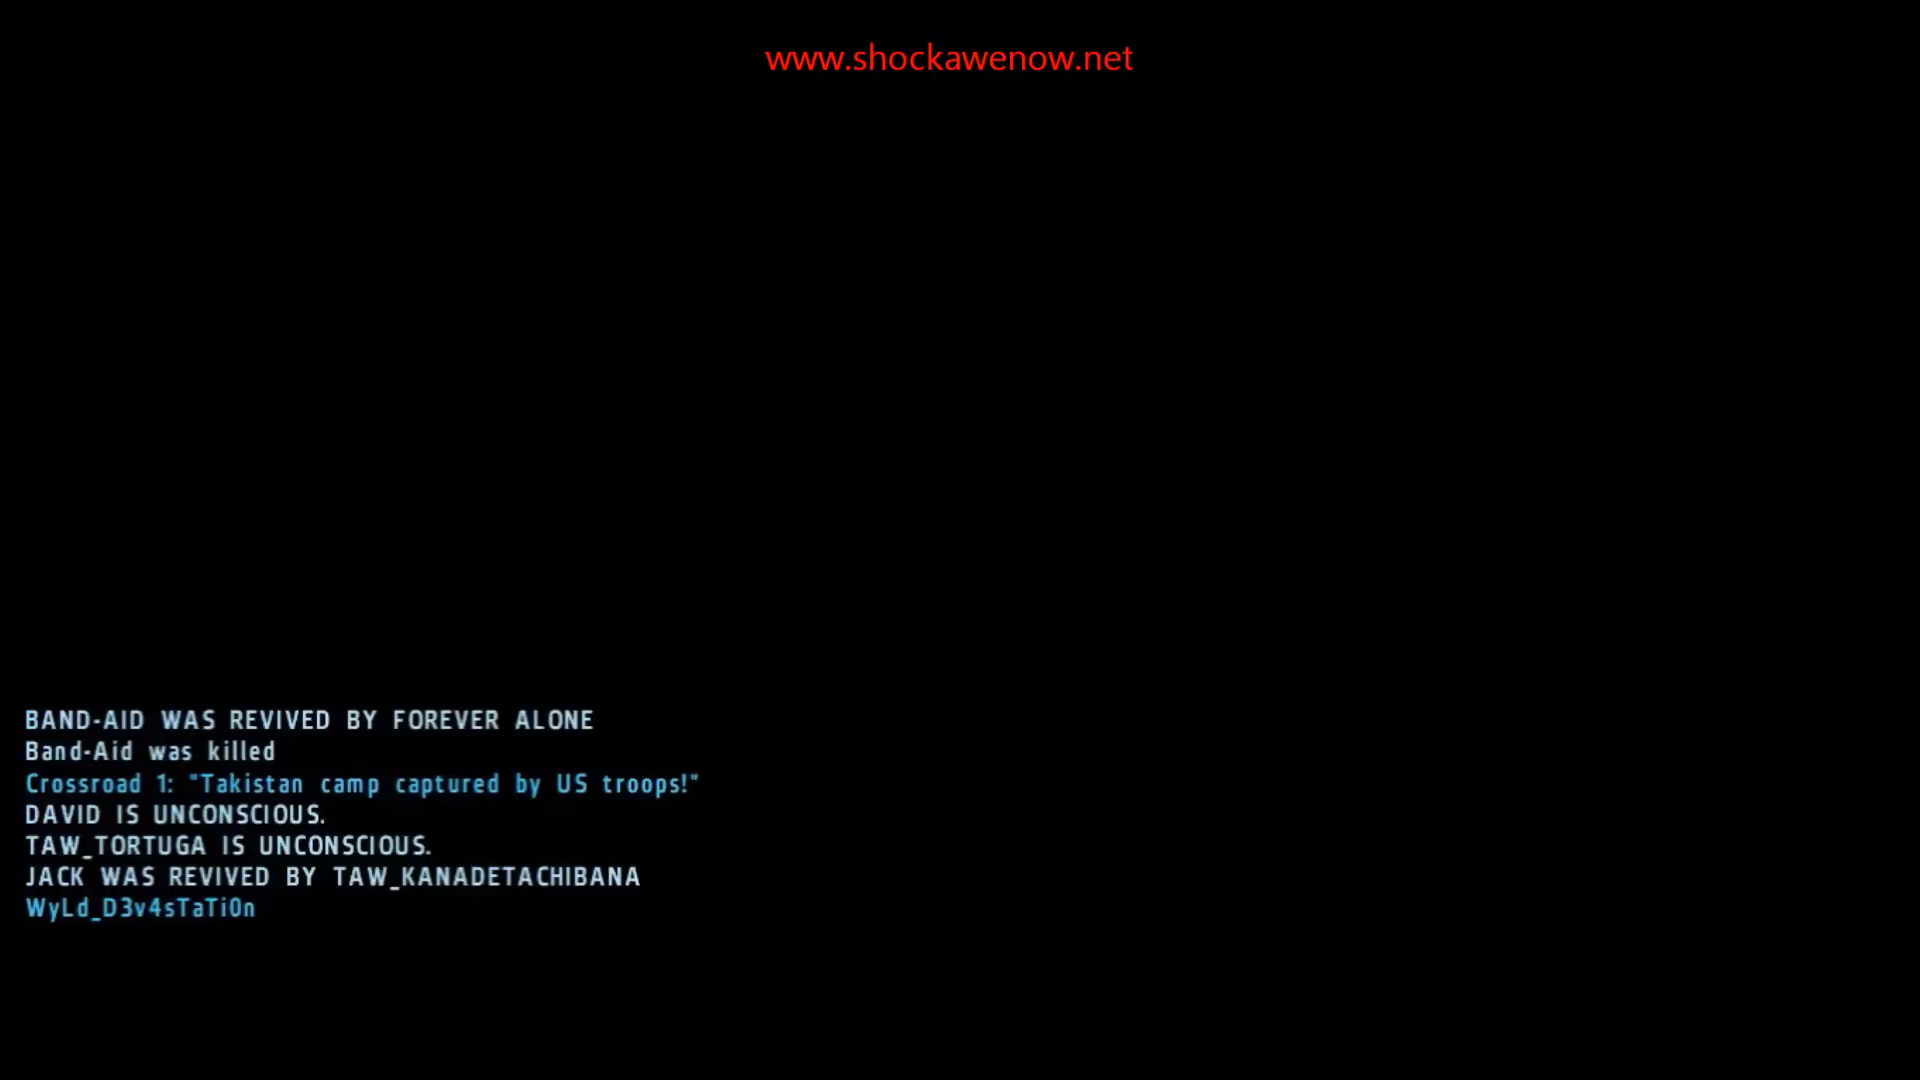 www.shockawenow.net
BAND-AID WAS REVIVED BY FOREVER ALONE
Band-Aid was killed
Crossroad 1: "Takistan camp captured by US troops!"
DAVID IS UNCONSCIOUS.
TAW_TORTUGA IS UNCONSCIOUS.
JACK WAS REVIVED BY TAW_KANADETACHIBANA
WyLd_D3v4sTaTi0n